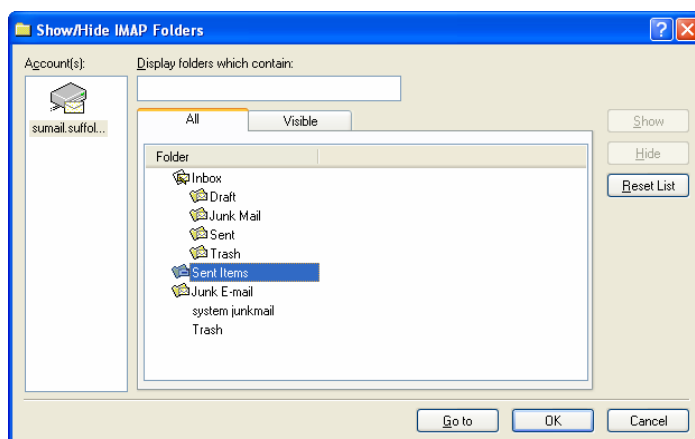 Show/Hide IMAP Folders
Account(s):
Display folders which contain:
sumail.suffol...
All
Visible
Show
Hide
Reset List
Folder
Inbox
Draft
Junk Mail
Sent
Trash
Sent Items
Junk E-mail
system junkmail
Trash
Go to
OK
Cancel